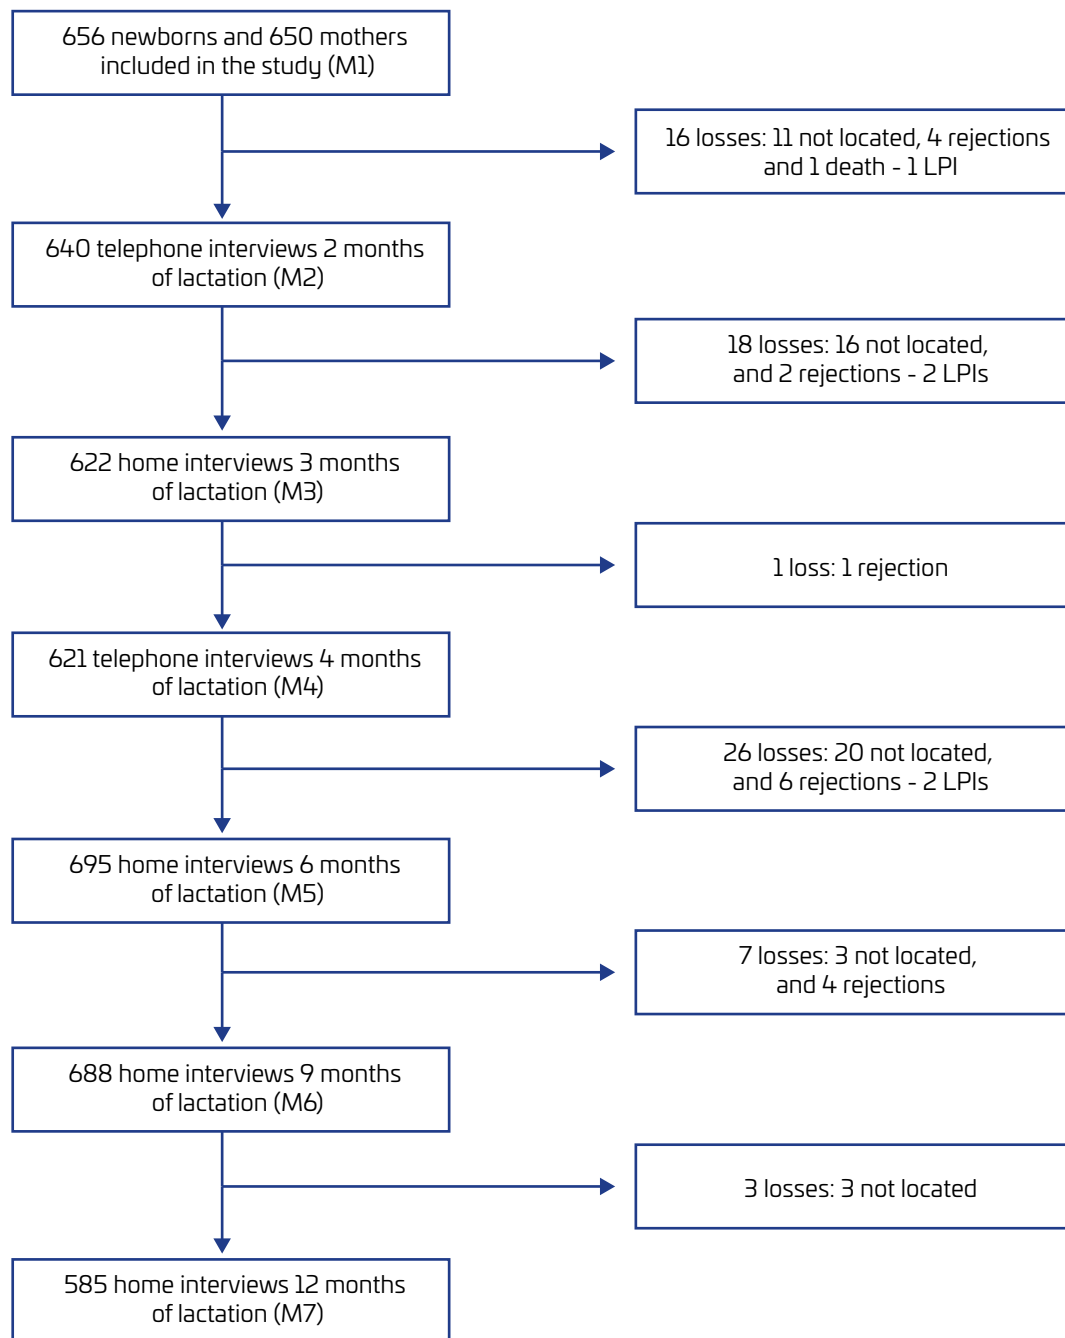 656 newborns and 650 mothers
included in the study (M1)
16 losses: 11 not located, 4 rejections
and 1 death - 1 LPI
640 telephone interviews 2 months
of lactation (M2)
18 losses: 16 not located,
and 2 rejections - 2 LPIs
622 home interviews 3 months
of lactation (M3)
1 loss: 1 rejection
621 telephone interviews 4 months
of lactation (M4)
26 losses: 20 not located,
and 6 rejections - 2 LPIs
695 home interviews 6 months
of lactation (M5)
7 losses: 3 not located,
and 4 rejections
688 home interviews 9 months
of lactation (M6)
3 losses: 3 not located
585 home interviews 12 months
of lactation (M7)